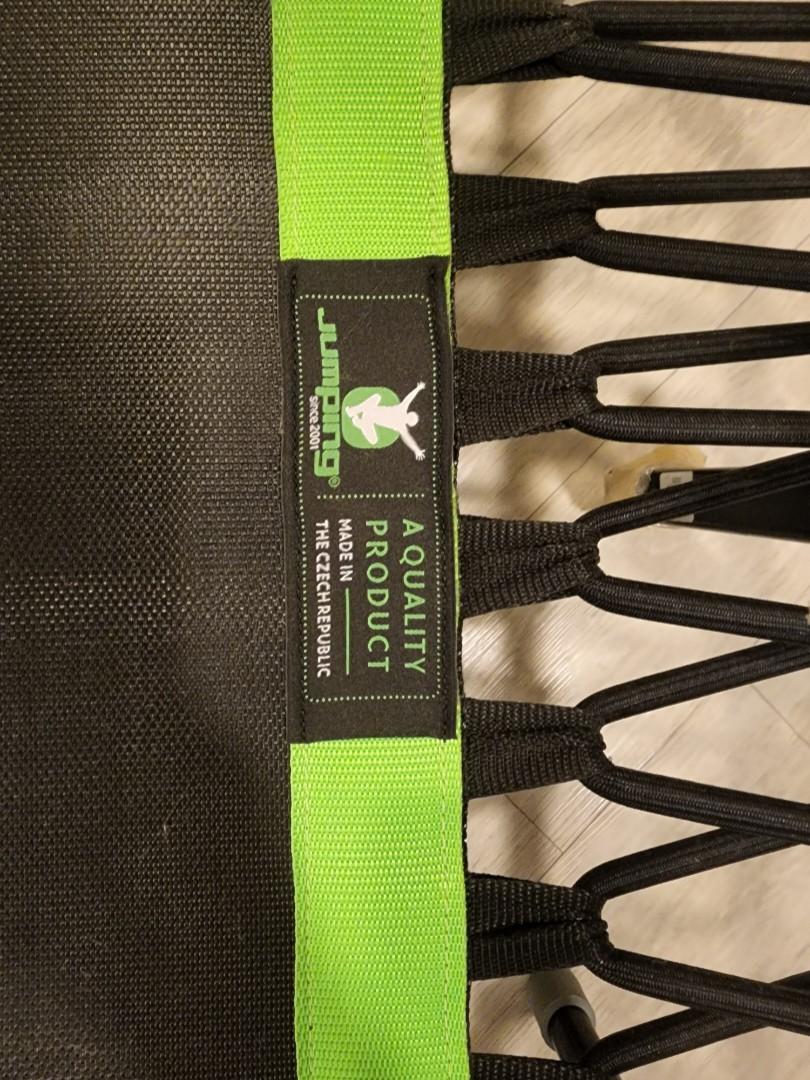 Jumping®
since 2001
A QUALITY
PRODUCT
MADE IN
THE CZECH REPUBLIC